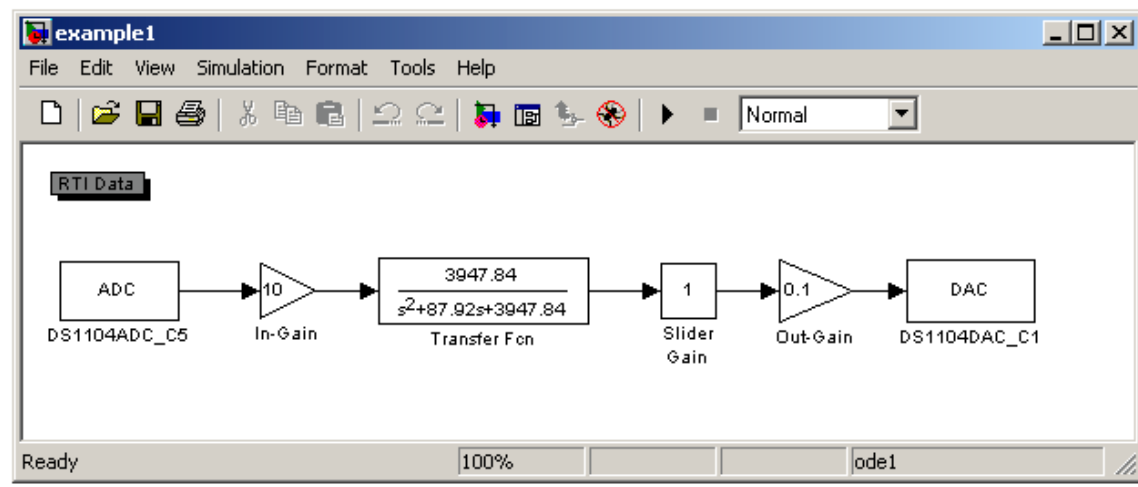 example1
File Edit View Simulation Format Tools Help
Normal
RTI Data
ADC
10
3947.84
s²+87.92s+3947.84
1
0.1
DAC
DS1104ADC_C5
In-Gain
Transfer Fcn
Slider
Gain
Out-Gain
DS1104DAC_C1
Ready
100%
ode1